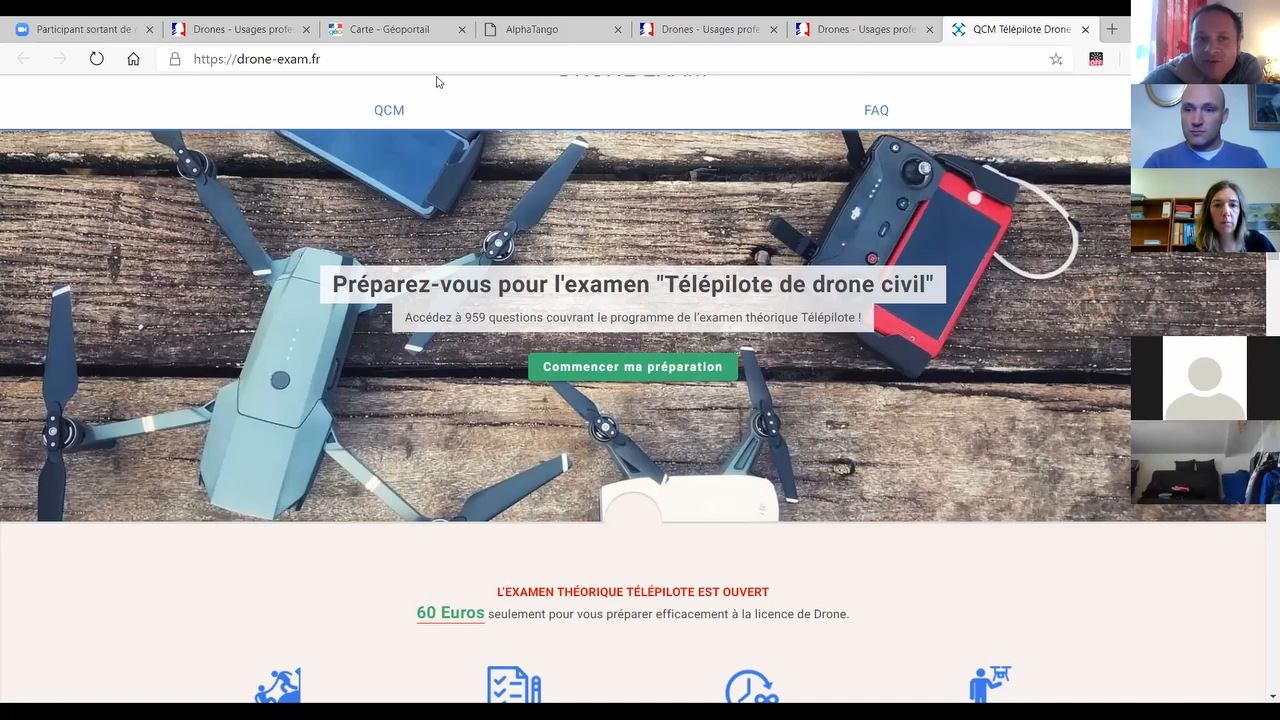 Participant sortant de
Drones - Usages profe
Carte - Géoportail
AlphaTango
Drones - Usages profe
Drones - Usages profe
QCM Télépilote Drone
https://drone-exam.fr
OFF
QCM
FAQ
Préparez-vous pour l'examen "Télépilote de drone civil"
Accédez à 959 questions couvrant le programme de l'examen théorique Télépilote !
Commencer ma préparation
L'EXAMEN THÉORIQUE TÉLÉPILOTE EST OUVERT
60 Euros seulement pour vous préparer efficacement à la licence de Drone.